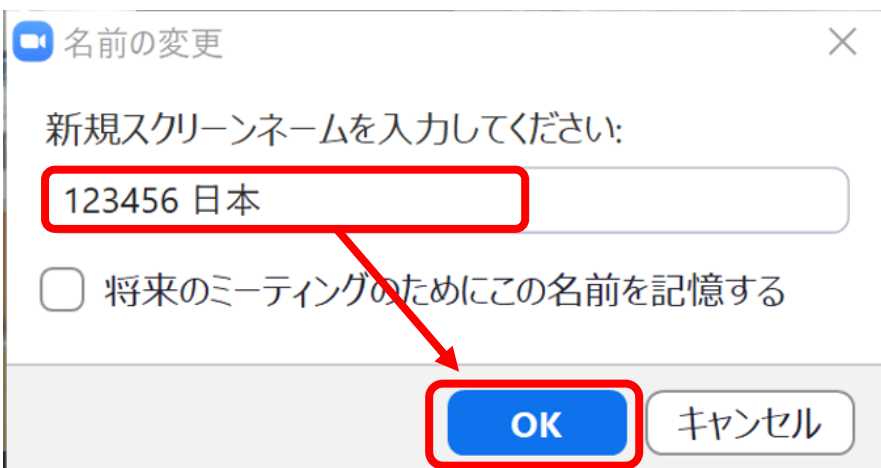 名前の変更
新規スクリーンネームを入力してください:
123456 日本
将来のミーティングのためにこの名前を記憶する
OK キャンセル